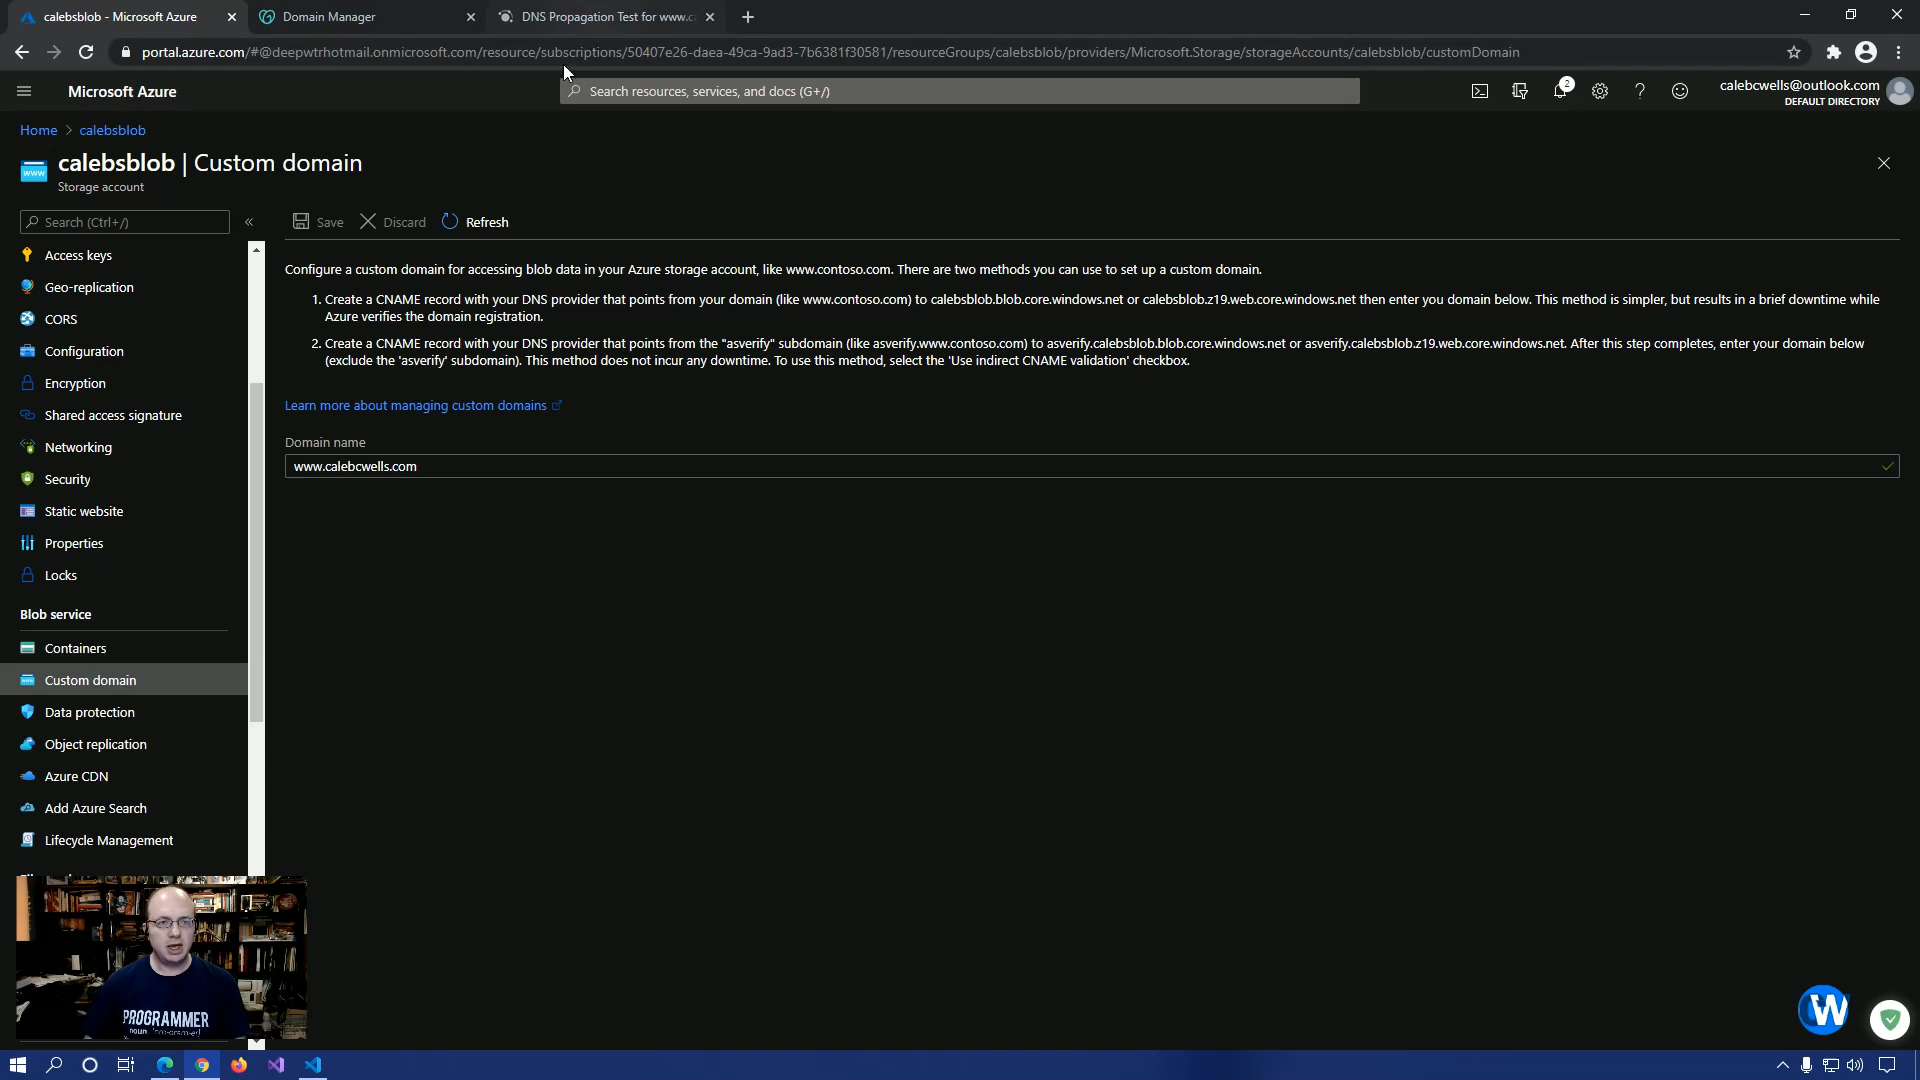 calebsblob - Microsoft Azure
Domain Manager
DNS Propagation Test for www.c
portal.azure.com/#@deepwtrhotmail.onmicrosoft.com/resource/subscriptions/50407e26-daea-49ca-9ad3-7b6381f30581/resourceGroups/calebsblob/providers/Microsoft.Storage/storageAccounts/calebsblob/customDomain
Microsoft Azure
Search resources, services, and docs (G+/)
2
calebcwells@outlook.com
DEFAULT DIRECTORY
Home > calebsblob
calebsblob | Custom domain
Storage account
Search (Ctrl+/)
«
Save
Discard
Refresh
Access keys
Geo-replication
CORS
Configuration
Encryption
Shared access signature
Networking
Security
Static website
Properties
Locks
Blob service
Containers
Custom domain
Data protection
Object replication
Azure CDN
Add Azure Search
Lifecycle Management
Configure a custom domain for accessing blob data in your Azure storage account, like www.contoso.com. There are two methods you can use to set up a custom domain.
1. Create a CNAME record with your DNS provider that points from your domain (like www.contoso.com) to calebsblob.blob.core.windows.net or calebsblob.z19.web.core.windows.net then enter you domain below. This method is simpler, but results in a brief downtime while
Azure verifies the domain registration.
2. Create a CNAME record with your DNS provider that points from the "asverify" subdomain (like asverify.www.contoso.com) to asverify.calebsblob.blob.core.windows.net or asverify.calebsblob.z19.web.core.windows.net. After this step completes, enter your domain below
(exclude the 'asverify' subdomain). This method does not incur any downtime. To use this method, select the 'Use indirect CNAME validation' checkbox.
Learn more about managing custom domains
Domain name
www.calebcwells.com
PROGRAMMER
W